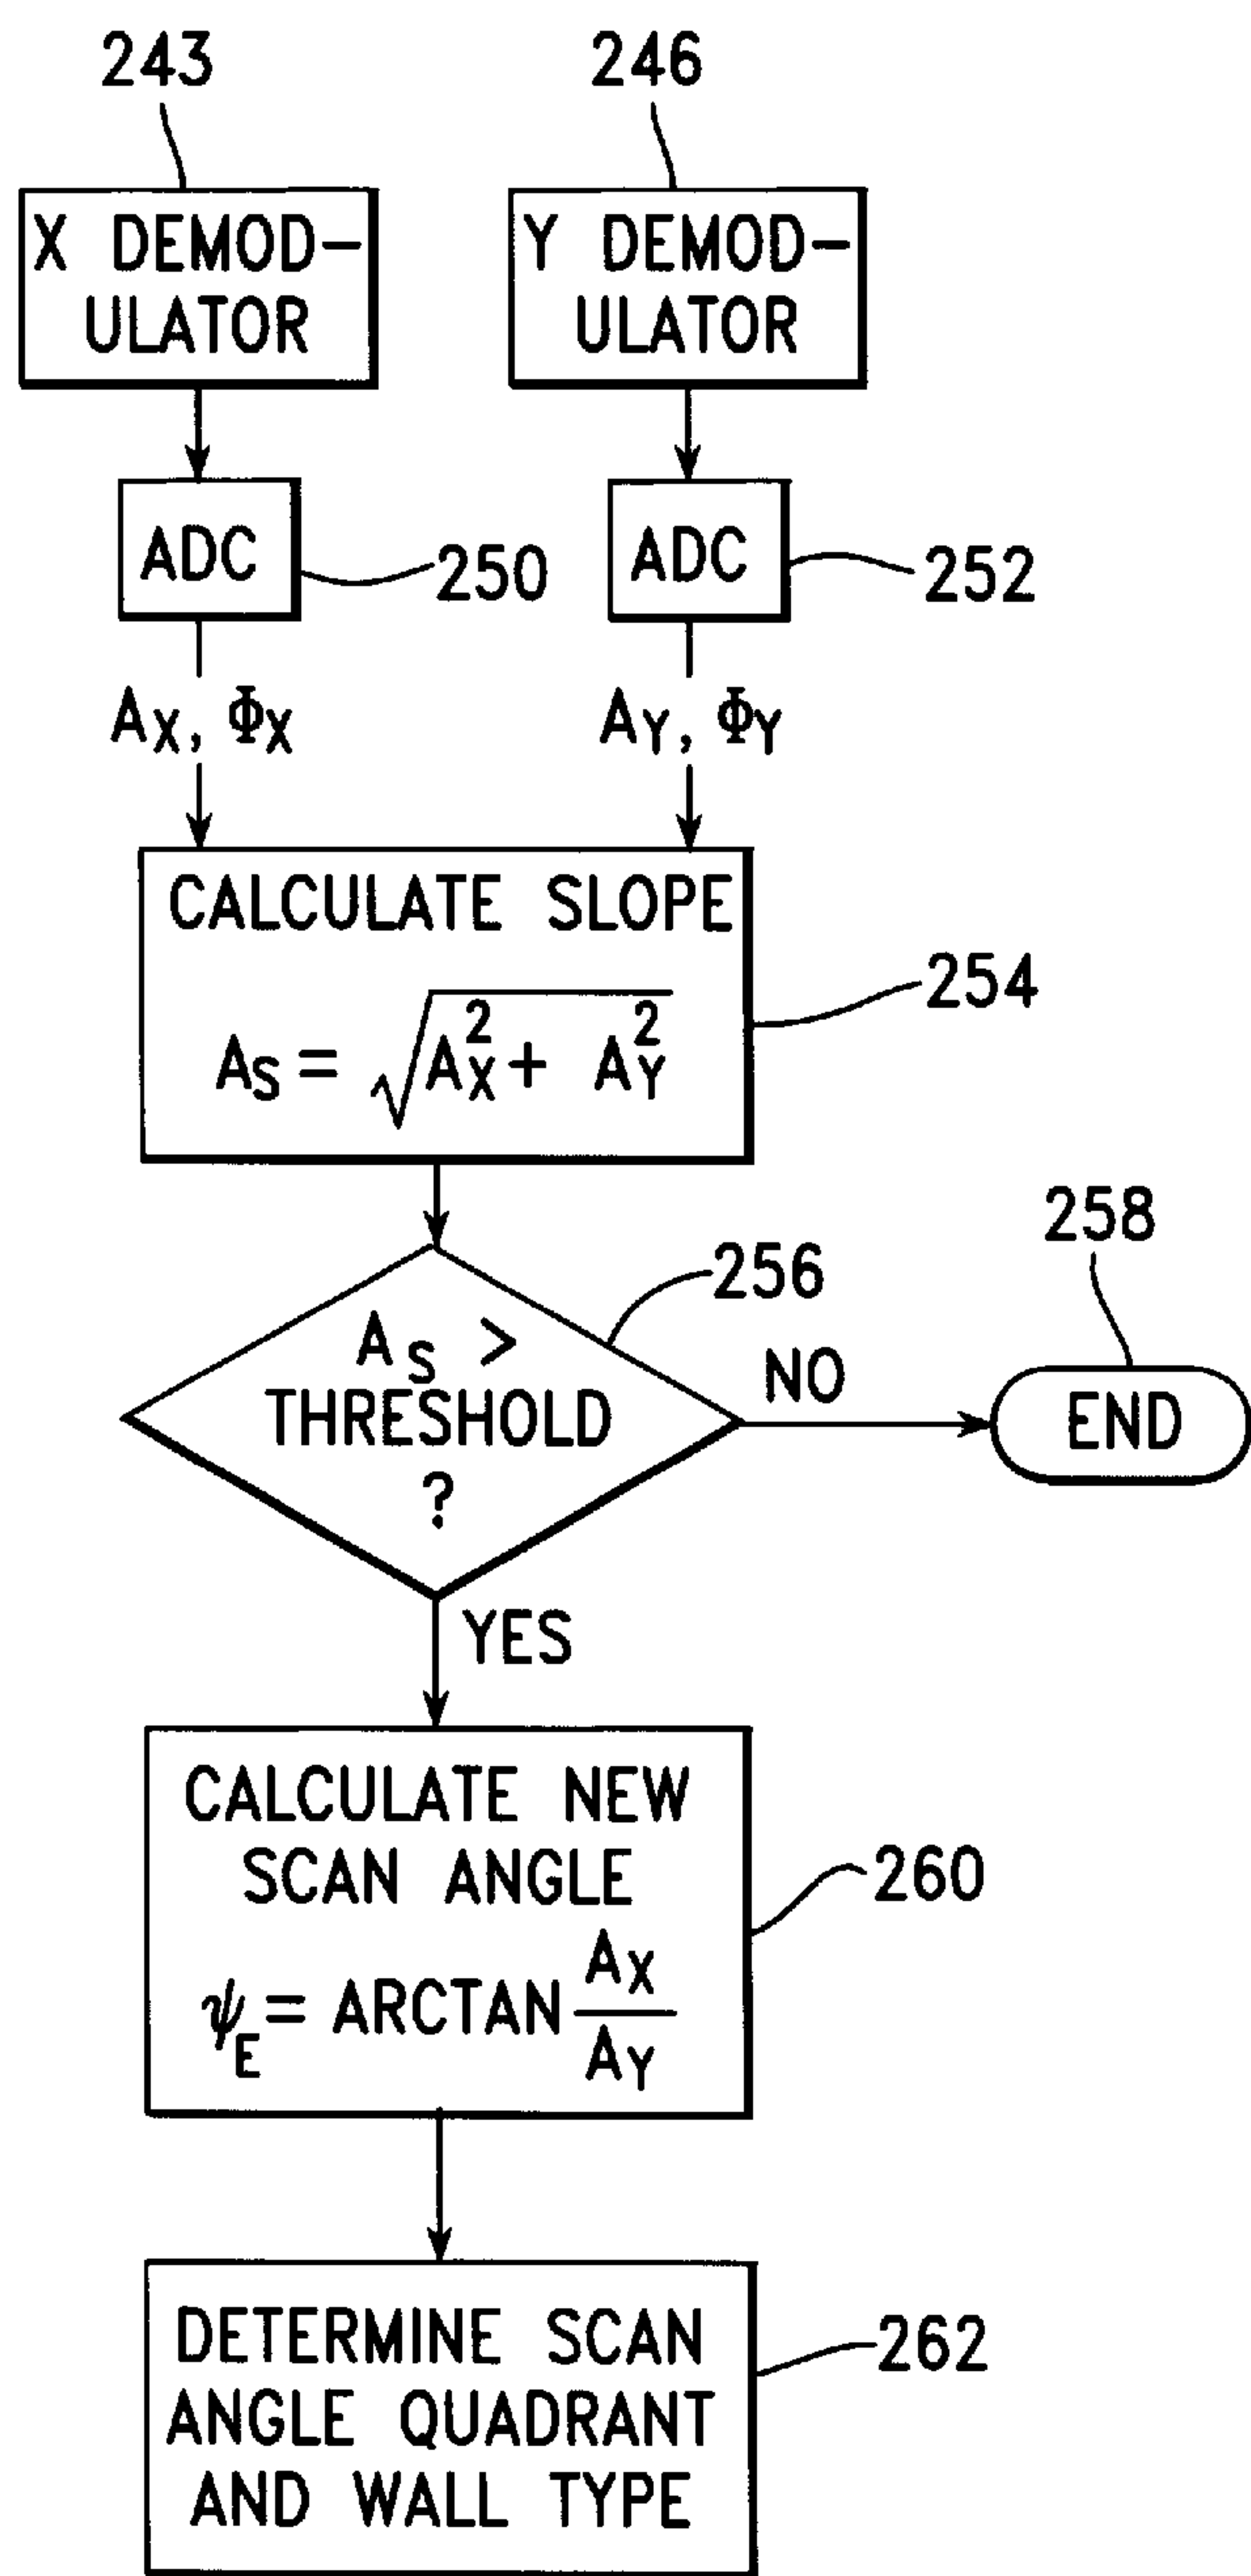 243
246
X DEMOD-
ULATOR
Y DEMOD-
ULATOR
ADC
250
ADC
252
AX, ΦX
AY, ΦY
CALCULATE SLOPE
AS = √AX² + AY²
254
AS >
THRESHOLD
?
256
NO
258
END
YES
CALCULATE NEW
SCAN ANGLE
ψE = ARCTAN AX/AY
260
DETERMINE SCAN
ANGLE QUADRANT
AND WALL TYPE
262